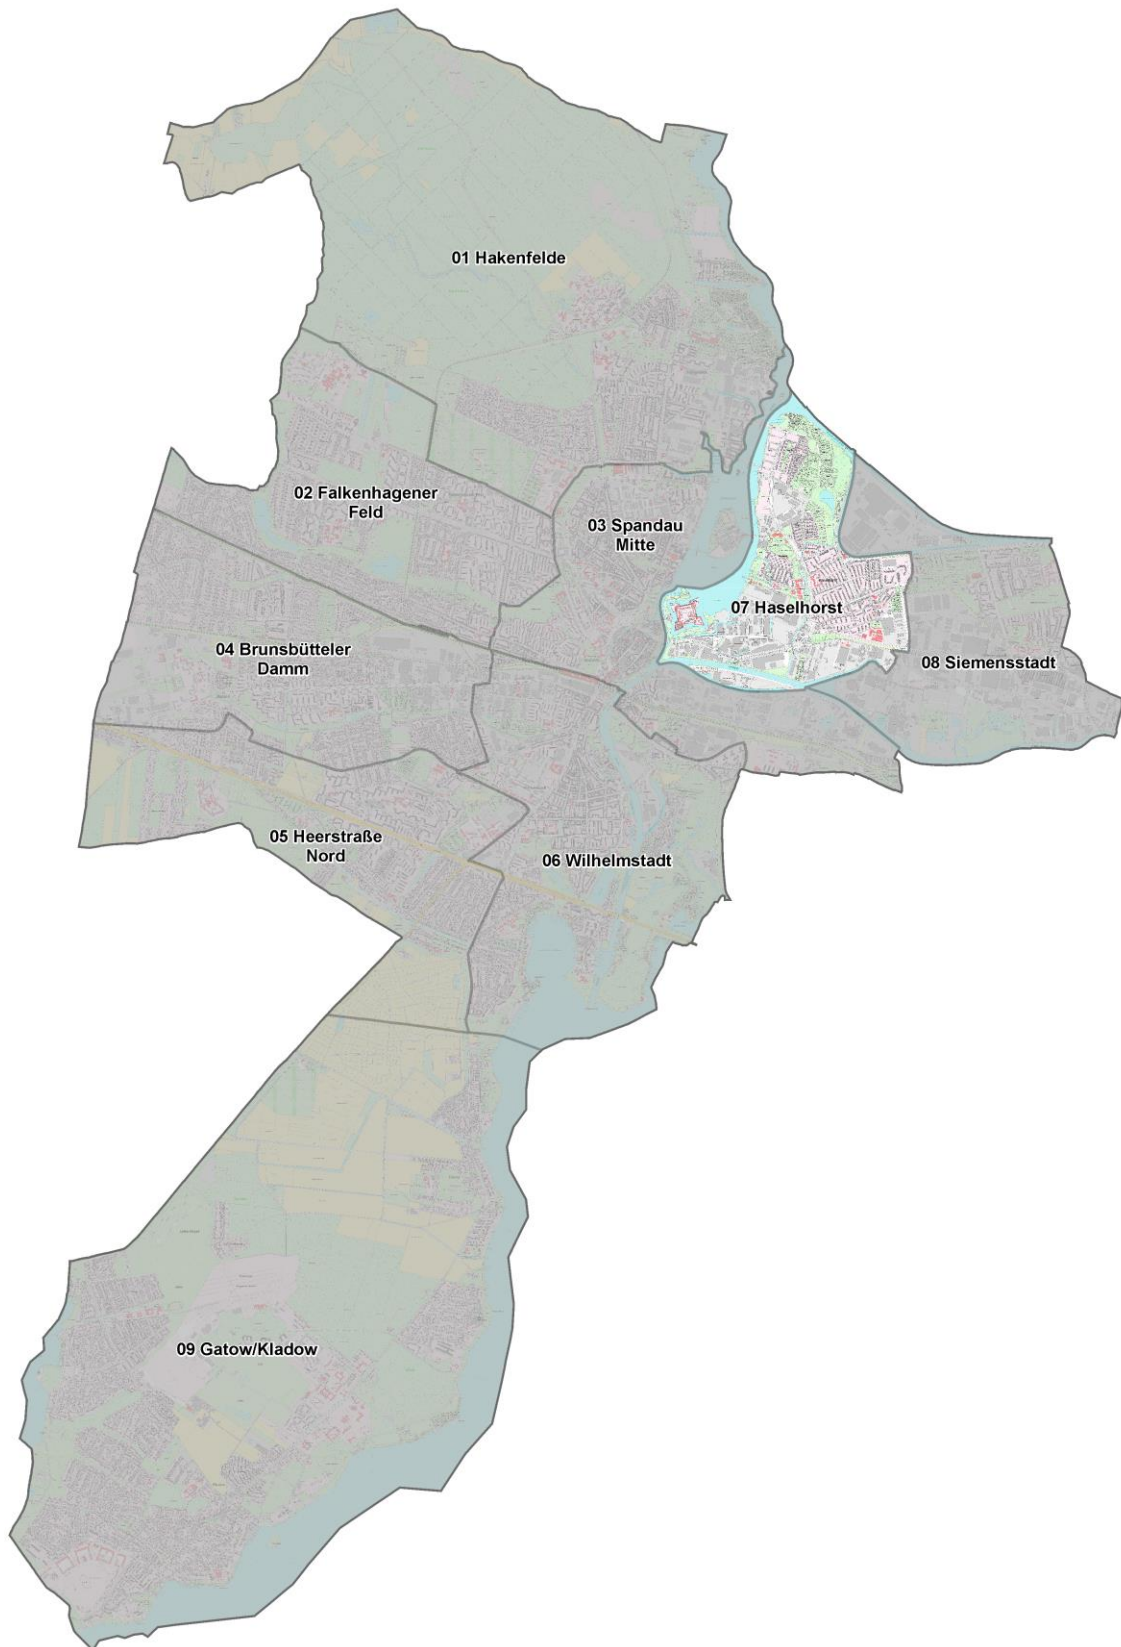 01 Hakenfelde
02 Falkenhagener
Feld
03 Spandau
Mitte
07 Haselhorst
04 Brunsbütteler
Damm
08 Siemensstadt
05 Heerstraße
Nord
06 Wilhelmstadt
09 Gatow/Kladow